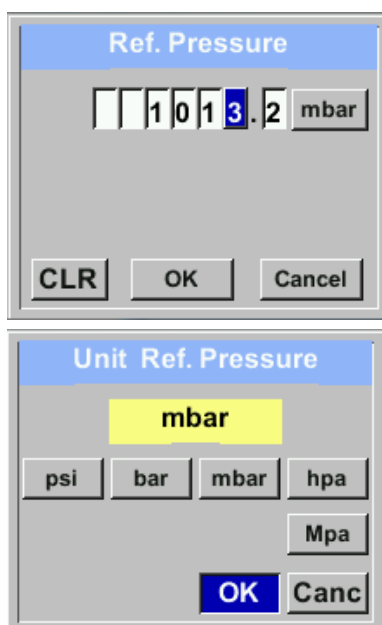 Ref. Pressure
1013.2 mbar
CLR OK Cancel
Unit Ref. Pressure
mbar
psi bar mbar hpa
Mpa
OK Canc